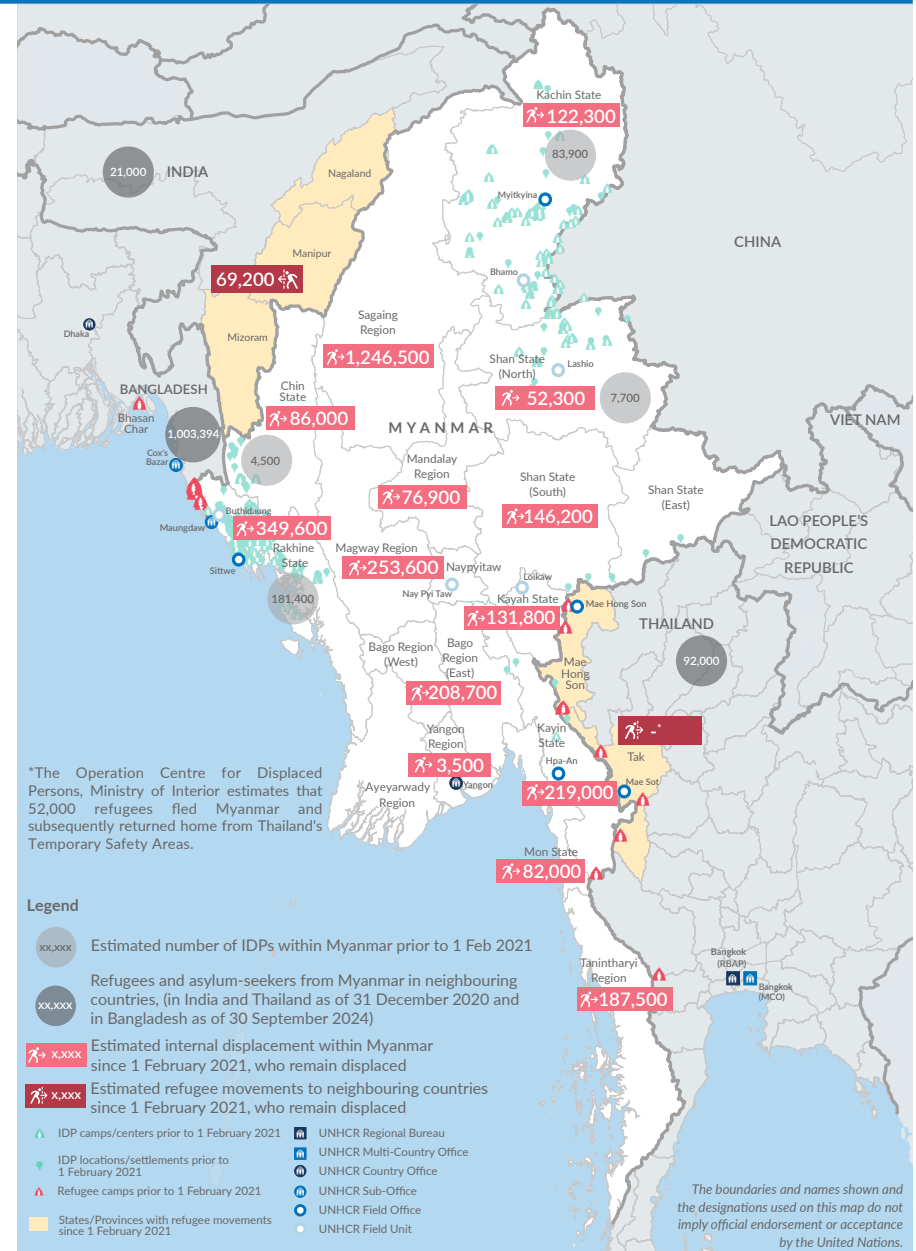 Kachin State
122,300
83,900
21,000
INDIA
Nagaland
Myitkyina
Manipur
CHINA
69,200
Bhamo
Sagaing
Region
Dhaka
Mizoram
1,246,500
Shan State
(North)
Lashio
BANGLADESH
Chin
State
52,300
7,700
Bhasan
Char
86,000
MYANMAR
VIET NAM
1,003,394
Cox's
Bazar
4,500
Mandalay
Region
Shan State
(South)
Shan State
(East)
76,900
Buthidaung
Maungdaw
349,600
146,200
LAO PEOPLE'S
DEMOCRATIC
REPUBLIC
Rakhine
State
Magway Region
Sittwe
253,600
Naypyitaw
Nay Pyi Taw
Loikaw
181,400
Kayah State
Mae Hong Son
131,800
THAILAND
Bago Region
(West)
Bago
Region
(East)
Mae
Hong
Son
92,000
208,700
-*
Yangon
Region
Kayin
State
Tak
3,500
Hpa-An
Yangon
Mae Sot
Ayeyarwady
Region
219,000
*The Operation Centre for Displaced
Persons, Ministry of Interior estimates that
52,000 refugees fled Myanmar and
subsequently returned home from Thailand's
Temporary Safety Areas.
Mon State
82,000
Tanintharyi
Region
187,500
Bangkok
(RBAP)
Bangkok
(MCO)
Legend
xx,xxx
Estimated number of IDPs within Myanmar prior to 1 Feb 2021
xx,xxx
Refugees and asylum-seekers from Myanmar in neighbouring
countries, (in India and Thailand as of 31 December 2020 and
in Bangladesh as of 30 September 2024)
x,xxx
Estimated internal displacement within Myanmar
since 1 February 2021, who remain displaced
x,xxx
Estimated refugee movements to neighbouring countries
since 1 February 2021, who remain displaced
IDP camps/centers prior to 1 February 2021
IDP locations/settlements prior to
1 February 2021
Refugee camps prior to 1 February 2021
States/Provinces with refugee movements
since 1 February 2021
UNHCR Regional Bureau
UNHCR Multi-Country Office
UNHCR Country Office
UNHCR Sub-Office
UNHCR Field Office
UNHCR Field Unit
The boundaries and names shown and
the designations used on this map do not
imply official endorsement or acceptance
by the United Nations.